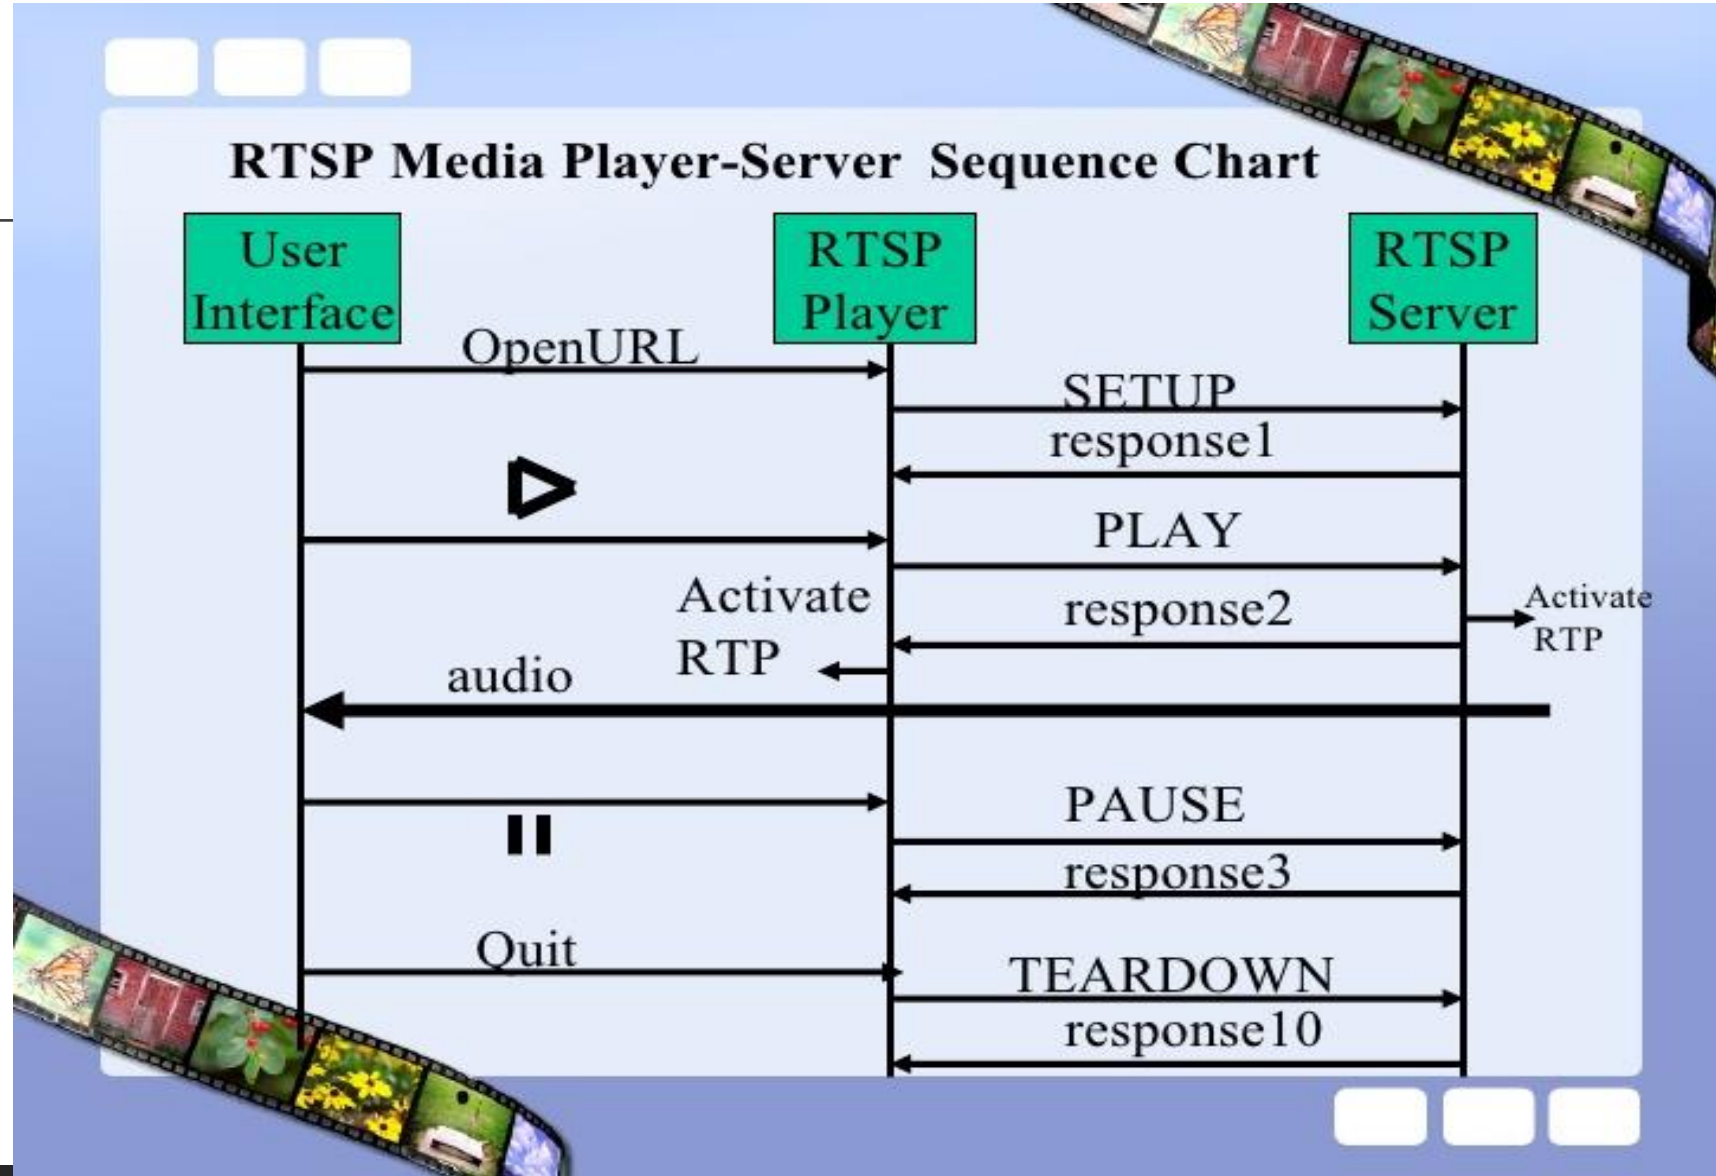 RTSP Media Player-Server Sequence Chart
User
Interface
RTSP
Player
RTSP
Server
OpenURL
SETUP
response1
PLAY
Activate
RTP
response2
Activate
RTP
audio
PAUSE
response3
Quit
TEARDOWN
response10